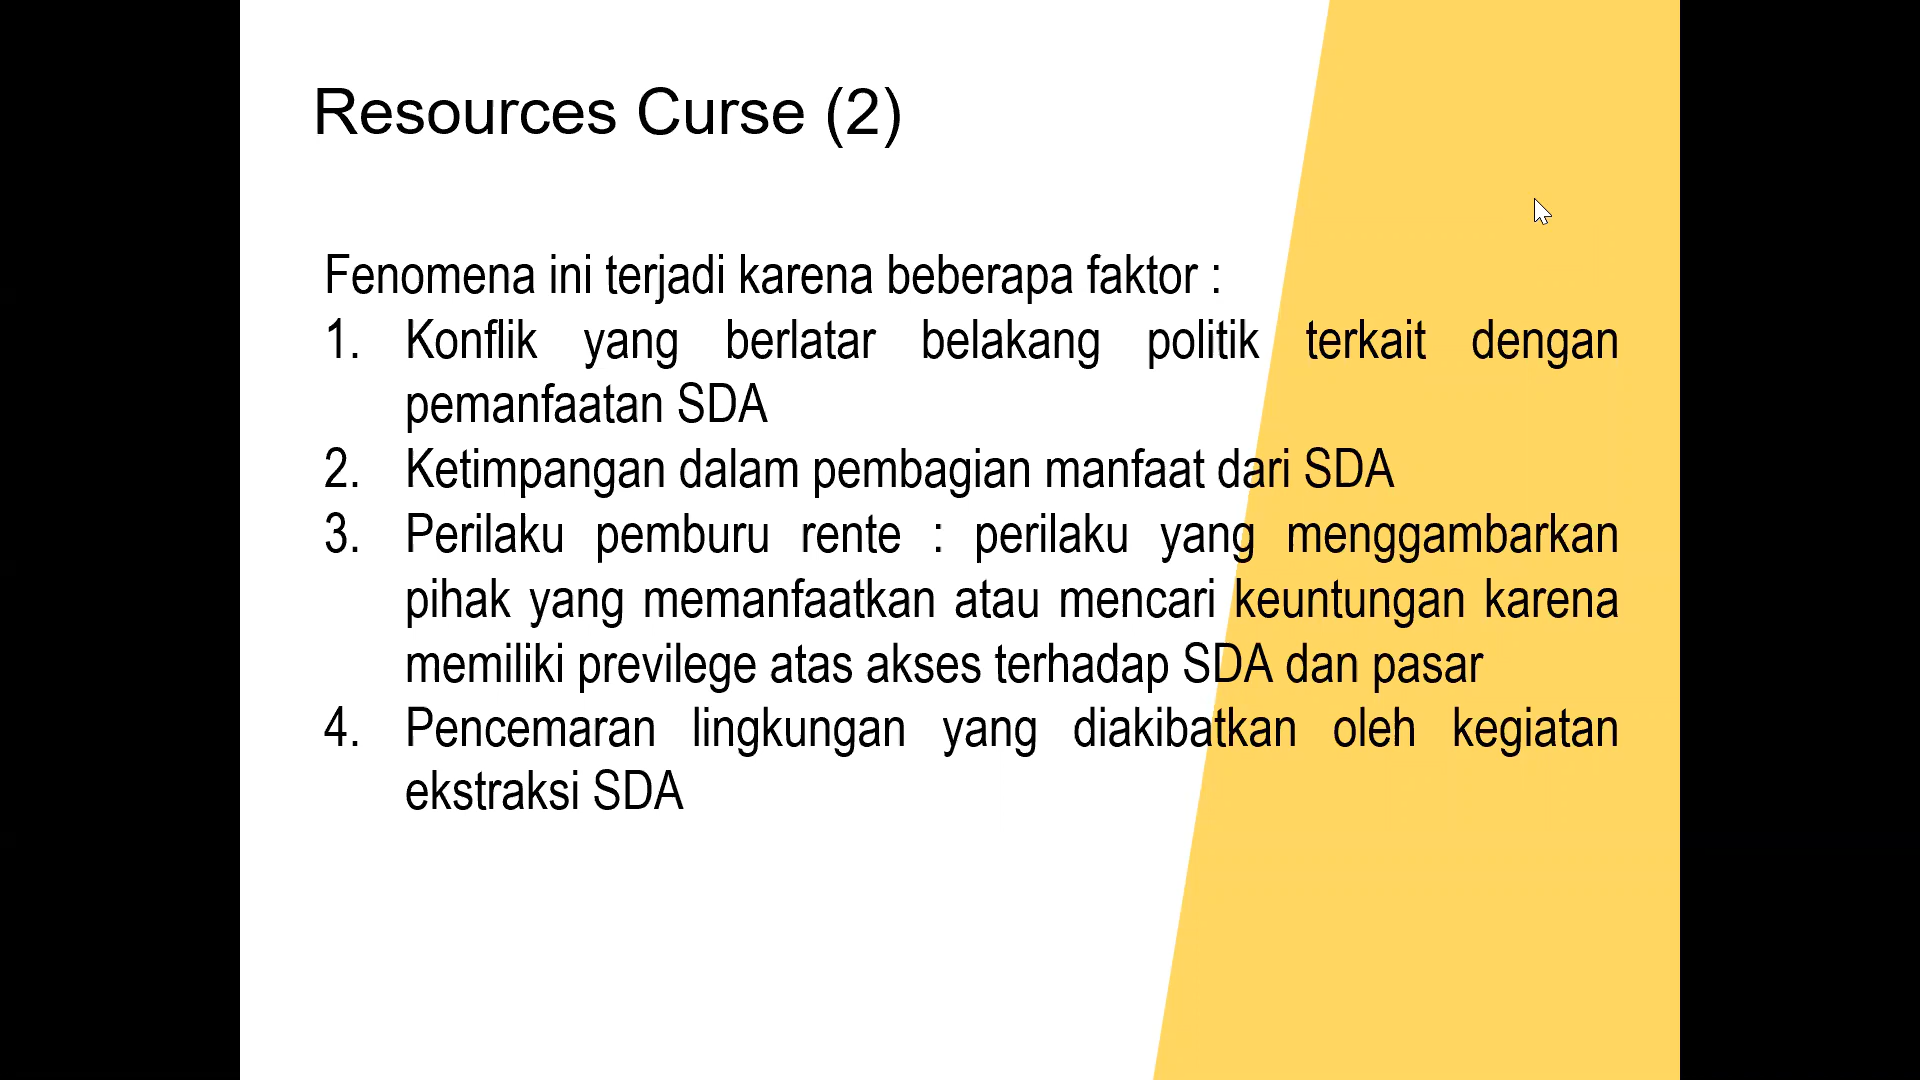 Resources Curse (2)
Fenomena ini terjadi karena beberapa faktor :
1. Konflik yang berlatar belakang politik terkait dengan
pemanfaatan SDA
2. Ketimpangan dalam pembagian manfaat dari SDA
3. Perilaku pemburu rente : perilaku yang menggambarkan
pihak yang memanfaatkan atau mencari keuntungan karena
memiliki previlege atas akses terhadap SDA dan pasar
4. Pencemaran lingkungan yang diakibatkan oleh kegiatan
ekstraksi SDA